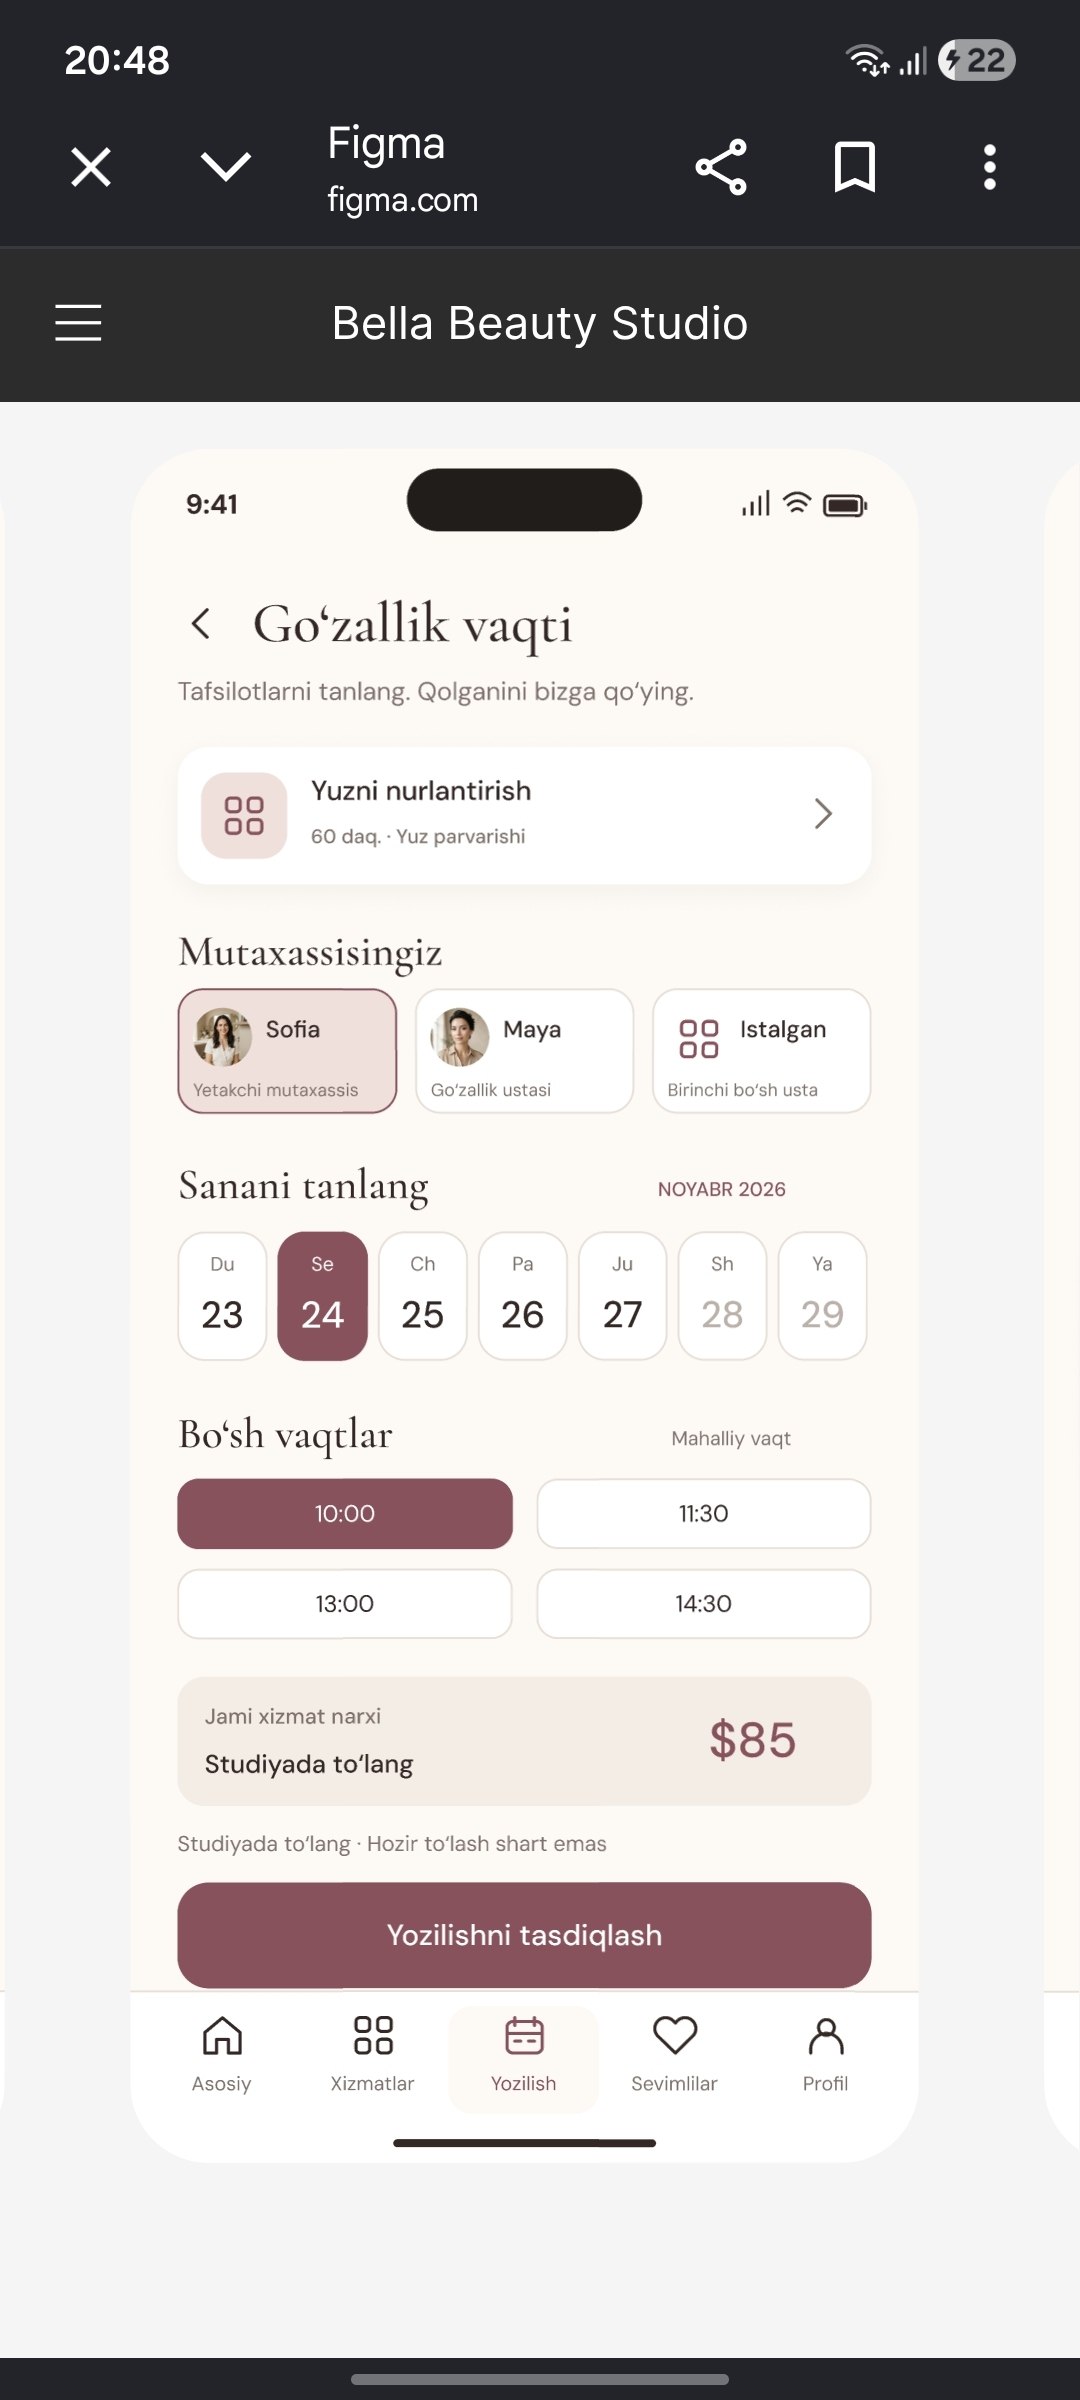 20:48
22
Figma
figma.com
Bella Beauty Studio
9:41
Go‘zallik vaqti
Tafsilotlarni tanlang. Qolganini bizga qo‘ying.
Yuzni nurlantirish
60 daq. · Yuz parvarishi
Mutaxassisingiz
Sofia
Yetakchi mutaxassis
Maya
Go‘zallik ustasi
Istalgan
Birinchi bo‘sh usta
Sanani tanlang
NOYABR 2026
Du Se Ch Pa Ju Sh Ya
23 24 25 26 27 28 29
Bo‘sh vaqtlar
Mahalliy vaqt
10:00 11:30
13:00 14:30
Jami xizmat narxi
Studiyada to‘lang
$85
Studiyada to‘lang · Hozir to‘lash shart emas
Yozilishni tasdiqlash
Asosiy Xizmatlar Yozilish Sevimlilar Profil